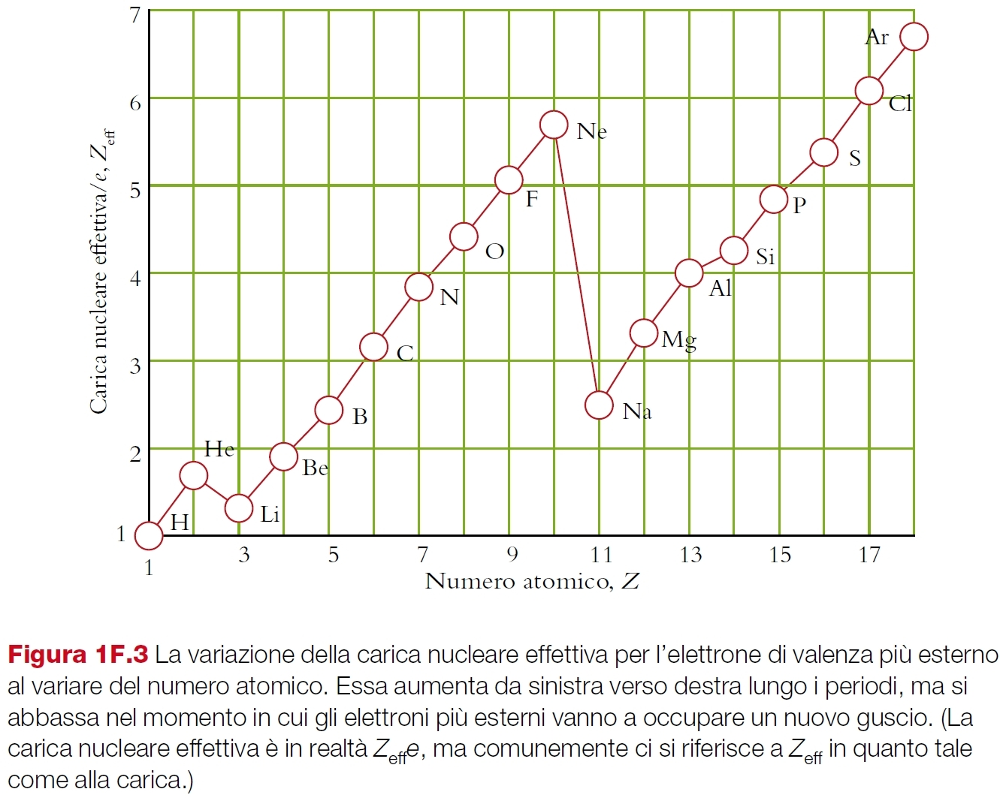 7
6
5
4
3
2
1
Carica nucleare effettiva/e, Zeff
H
He
Li
Be
B
C
N
O
F
Ne
Na
Mg
Al
Si
P
S
Cl
Ar
1 3 5 7 9 11 13 15 17
Numero atomico, Z
Figura 1F.3 La variazione della carica nucleare effettiva per l’elettrone di valenza più esterno
al variare del numero atomico. Essa aumenta da sinistra verso destra lungo i periodi, ma si
abbassa nel momento in cui gli elettroni più esterni vanno a occupare un nuovo guscio. (La
carica nucleare effettiva è in realtà Zeffe, ma comunemente ci si riferisce a Zeff in quanto tale
come alla carica.)